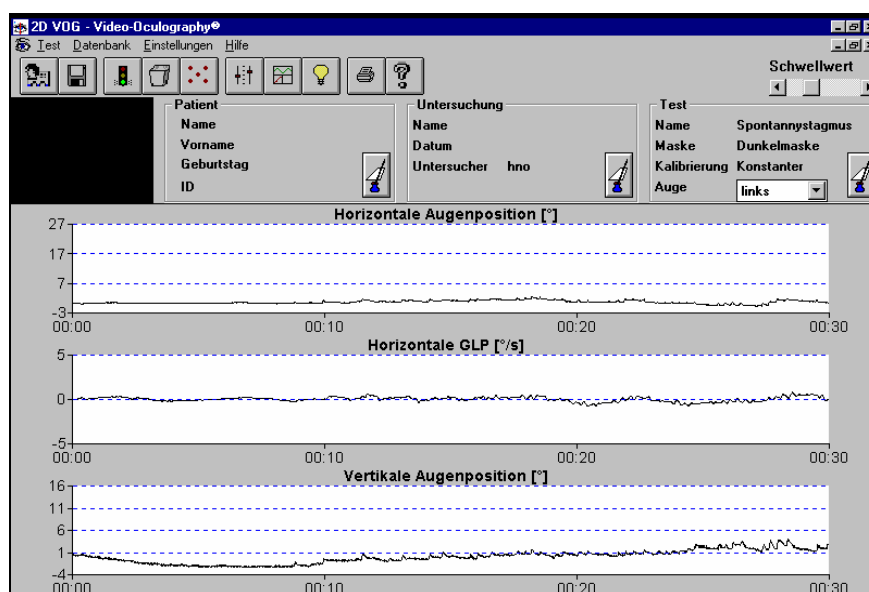 2D VOG - Video-Oculography®
Test Datenbank Einstellungen Hilfe
Schwellwert
Patient
Name
Vorname
Geburtstag
ID
Untersuchung
Name
Datum
Untersucher hno
Test
Name Spontannystagmus
Maske Dunkelmaske
Kalibrierung Konstanter
Auge links
Horizontale Augenposition [°]
27
17
7
-3
00:00 00:10 00:20 00:30
Horizontale GLP [°/s]
5
0
-5
00:00 00:10 00:20 00:30
Vertikale Augenposition [°]
16
11
6
1
-4
00:00 00:10 00:20 00:30